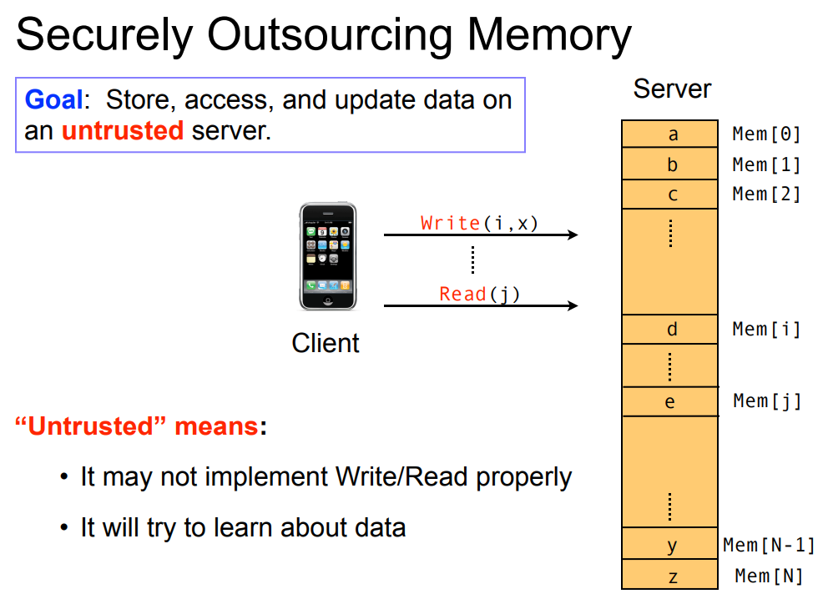 Securely Outsourcing Memory
Goal: Store, access, and update data on
an untrusted server.
Server
a Mem[0]
b Mem[1]
c Mem[2]
Write(i,x)
Read(j)
Client
d Mem[i]
e Mem[j]
“Untrusted” means:
• It may not implement Write/Read properly
• It will try to learn about data
y Mem[N-1]
z Mem[N]